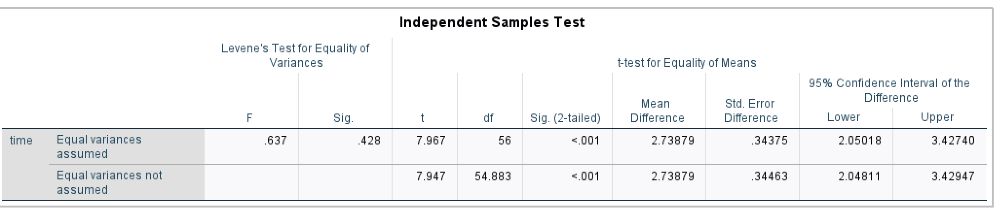 Independent Samples Test
Levene's Test for Equality of
Variances
t-test for Equality of Means
95% Confidence Interval of the
Difference
F
Sig.
t
df
Sig. (2-tailed)
Mean
Difference
Std. Error
Difference
Lower
Upper
time
Equal variances
assumed
.637
.428
7.967
56
<.001
2.73879
.34375
2.05018
3.42740
Equal variances not
assumed
7.947
54.883
<.001
2.73879
.34463
2.04811
3.42947